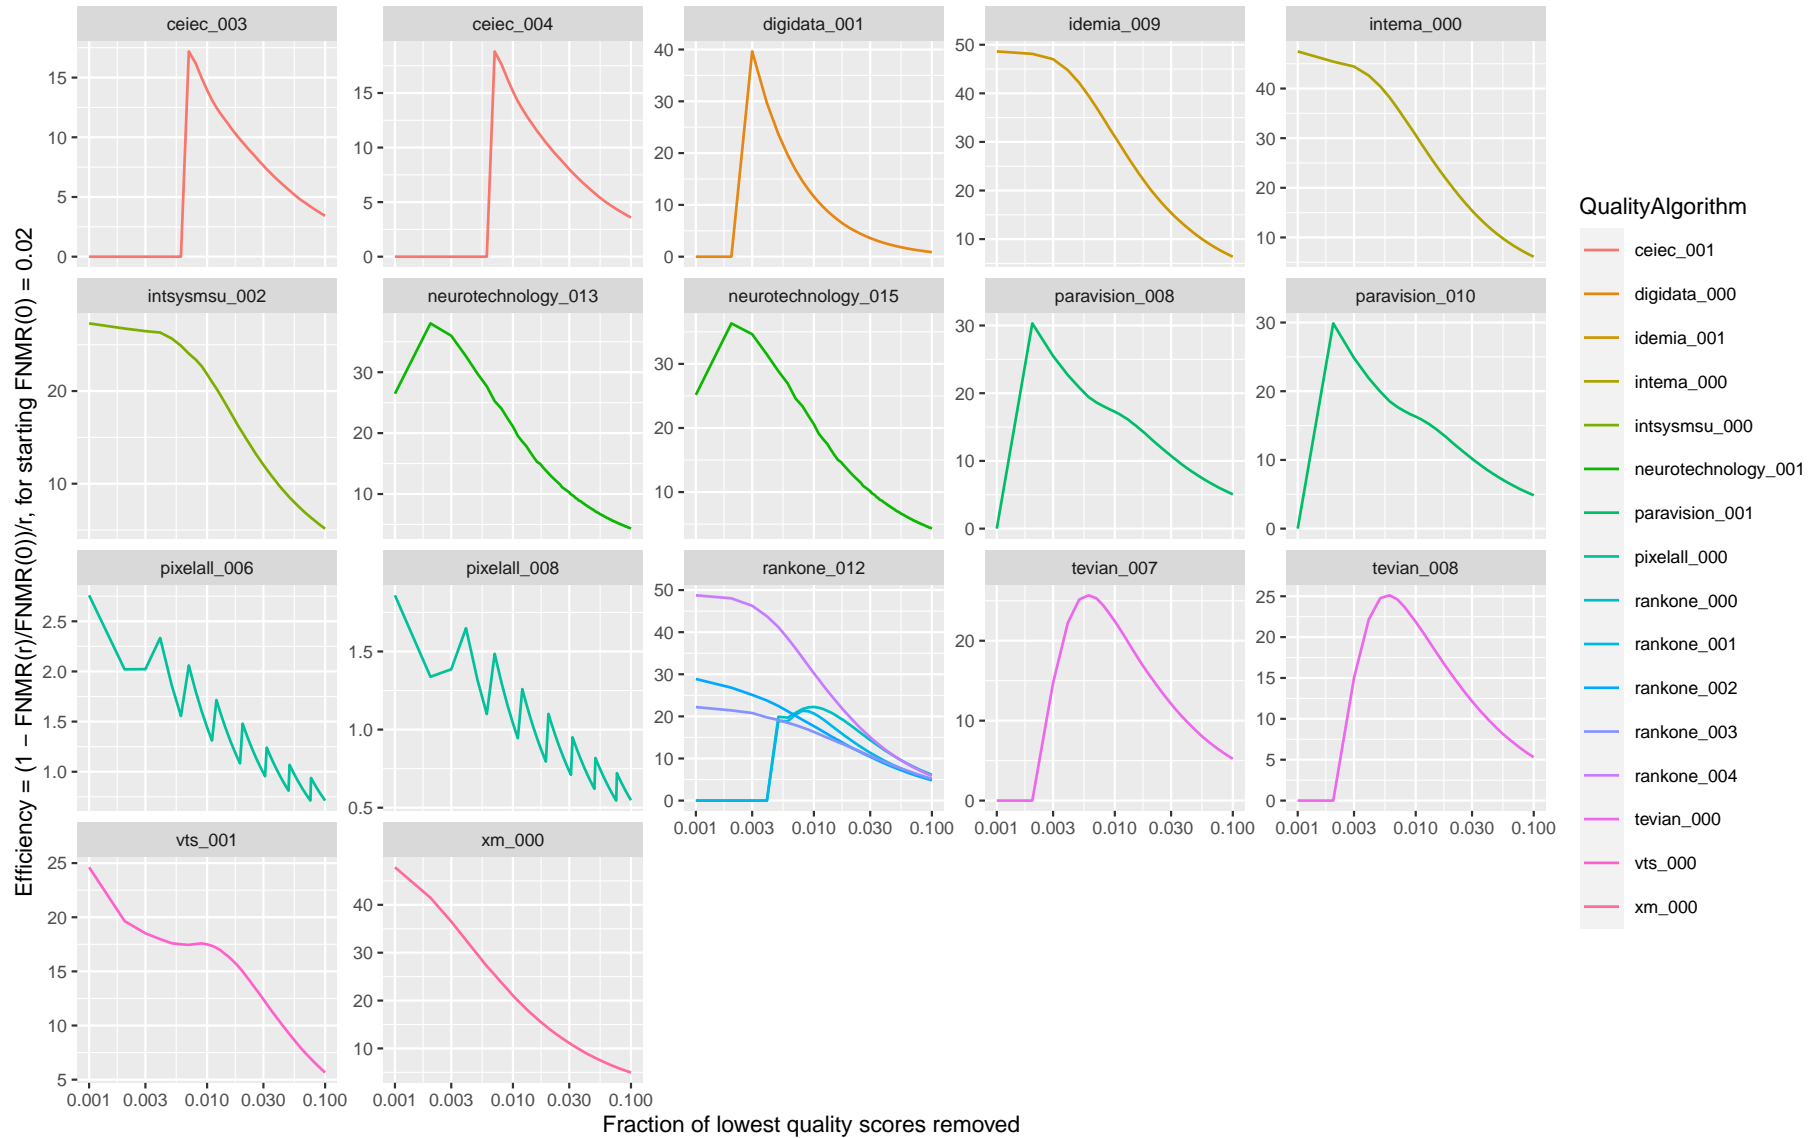 Efficiency = (1 − FNMR(r)/FNMR(0))/r, for starting FNMR(0) = 0.02
ceiec_003 ceiec_004 digidata_001 idemia_009 intema_000
15
10
5
0
15
10
5
0
40
30
20
10
0
50
40
30
20
10
40
30
20
10
intsysmsu_002 neurotechnology_013 neurotechnology_015 paravision_008 paravision_010
20
10
30
20
10
30
20
10
30
20
10
0
30
20
10
0
pixelall_006 pixelall_008 rankone_012 tevian_007 tevian_008
2.5
2.0
1.5
1.0
1.5
1.0
0.5
50
40
30
20
10
0
20
10
0
25
20
15
10
5
0
0.001 0.003 0.010 0.030 0.100
0.001 0.003 0.010 0.030 0.100
0.001 0.003 0.010 0.030 0.100
vts_001 xm_000
25
20
15
10
5
40
30
20
10
0.001 0.003 0.010 0.030 0.100
0.001 0.003 0.010 0.030 0.100
Fraction of lowest quality scores removed
QualityAlgorithm
ceiec_001
digidata_000
idemia_001
intema_000
intsysmsu_000
neurotechnology_001
paravision_001
pixelall_000
rankone_000
rankone_001
rankone_002
rankone_003
rankone_004
tevian_000
vts_000
xm_000